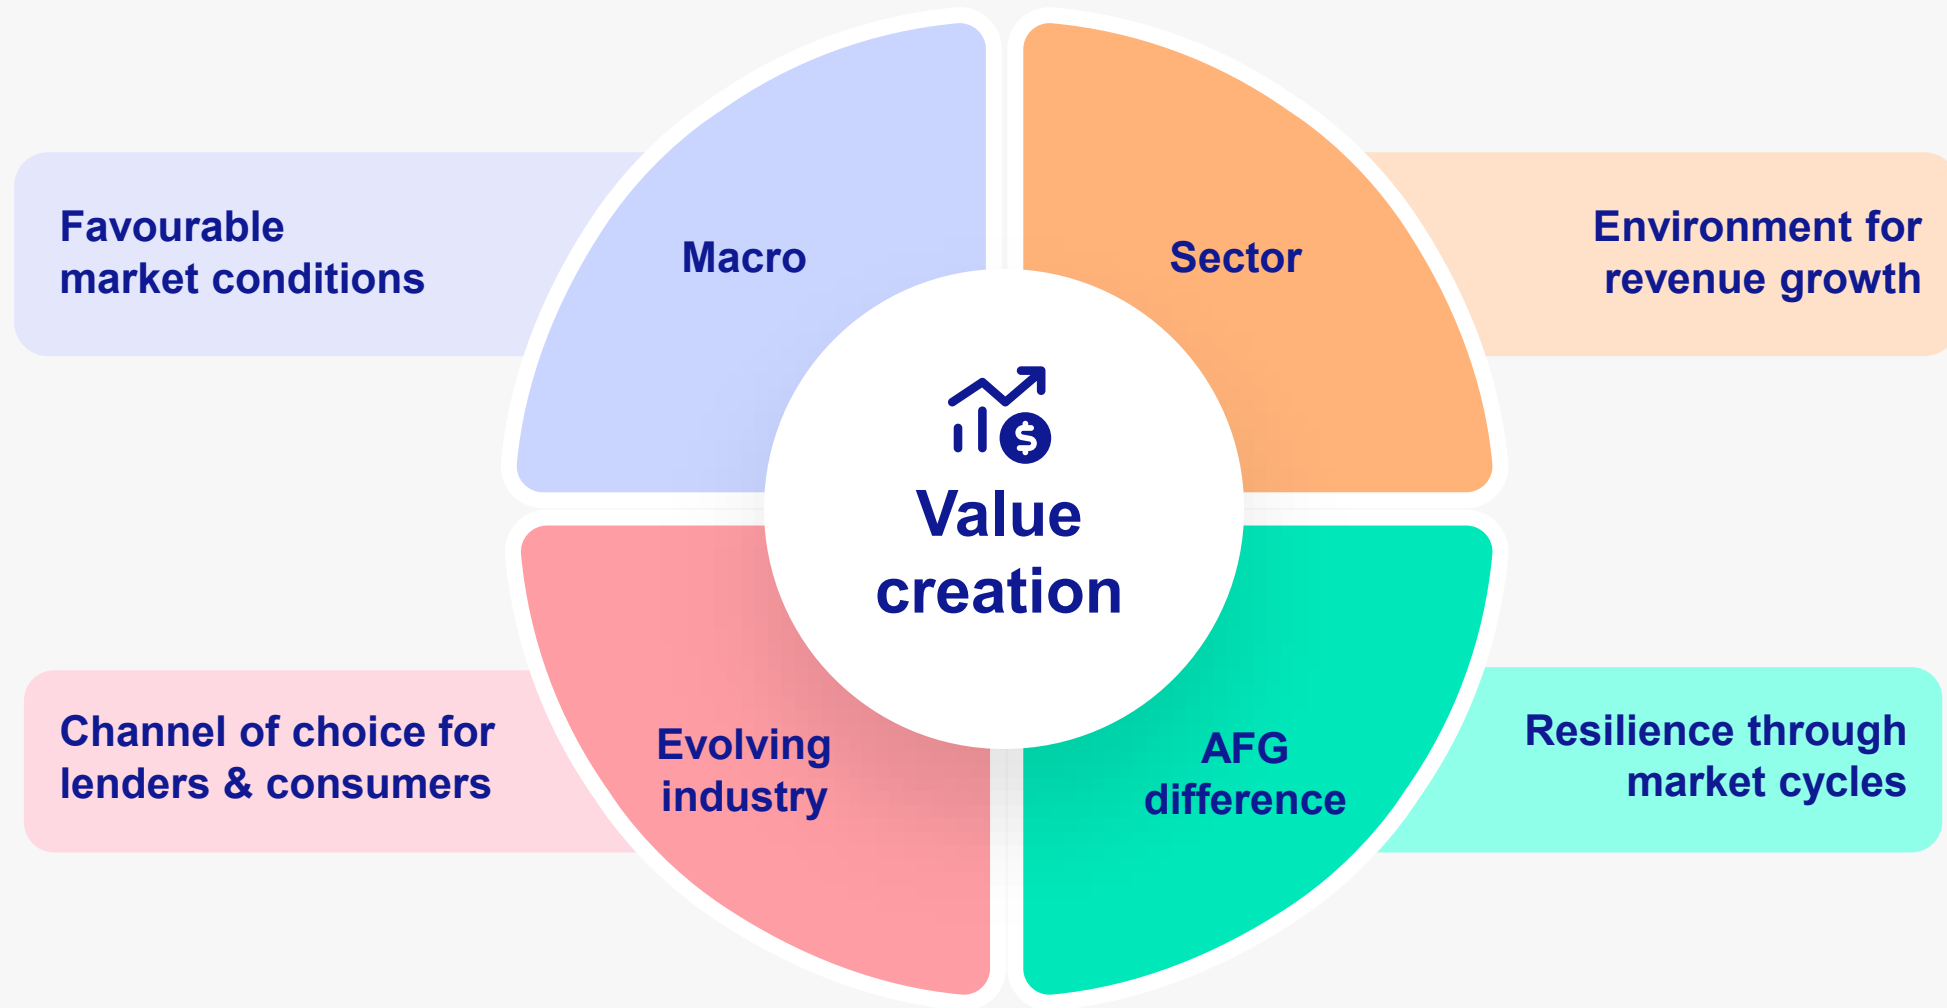 Favourable
market conditions
Macro
Sector
Environment for
revenue growth
$
Value
creation
Channel of choice for
lenders & consumers
Evolving
industry
AFG
difference
Resilience through
market cycles